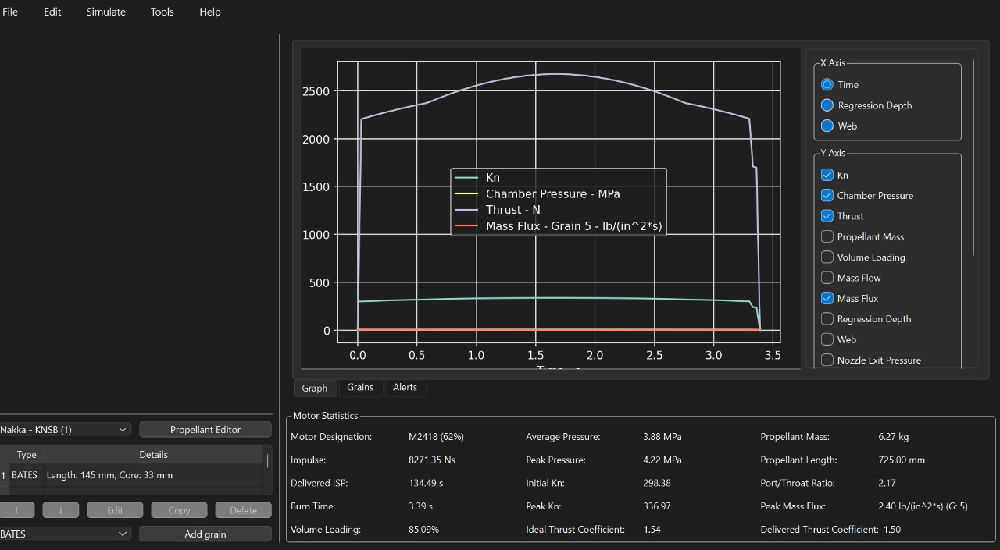 File Edit Simulate Tools Help
2500
2000
1500
1000
500
0
0.0 0.5 1.0 1.5 2.0 2.5 3.0 3.5
Kn
Chamber Pressure - MPa
Thrust - N
Mass Flux - Grain 5 - lb/(in^2*s)
X Axis
Time
Regression Depth
Web
Y Axis
Kn
Chamber Pressure
Thrust
Propellant Mass
Volume Loading
Mass Flow
Mass Flux
Regression Depth
Web
Nozzle Exit Pressure
Graph Grains Alerts
Nakka - KNSB (1) Propellant Editor
Type Details
1 BATES Length: 145 mm, Core: 33 mm
↑ ↓ Edit Copy Delete
BATES Add grain
Motor Statistics
Motor Designation: M2418 (62%) Average Pressure: 3.88 MPa Propellant Mass: 6.27 kg
Impulse: 8271.35 Ns Peak Pressure: 4.22 MPa Propellant Length: 725.00 mm
Delivered ISP: 134.49 s Initial Kn: 298.38 Port/Throat Ratio: 2.17
Burn Time: 3.39 s Peak Kn: 336.97 Peak Mass Flux: 2.40 lb/(in^2*s) (G: 5)
Volume Loading: 85.09% Ideal Thrust Coefficient: 1.54 Delivered Thrust Coefficient: 1.50